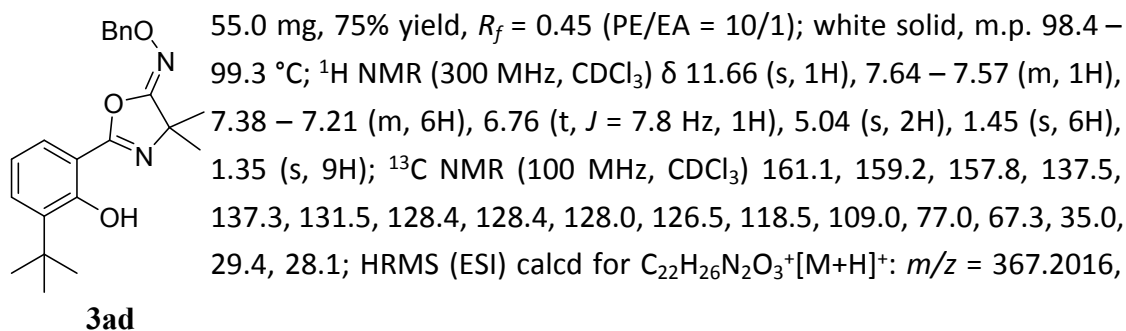 BnO
N
O
N
OH
3ad
55.0 mg, 75% yield, Rf = 0.45 (PE/EA = 10/1); white solid, m.p. 98.4 –
99.3 °C; ¹H NMR (300 MHz, CDCl₃) δ 11.66 (s, 1H), 7.64 – 7.57 (m, 1H),
7.38 – 7.21 (m, 6H), 6.76 (t, J = 7.8 Hz, 1H), 5.04 (s, 2H), 1.45 (s, 6H),
1.35 (s, 9H); ¹³C NMR (100 MHz, CDCl₃) 161.1, 159.2, 157.8, 137.5,
137.3, 131.5, 128.4, 128.4, 128.0, 126.5, 118.5, 109.0, 77.0, 67.3, 35.0,
29.4, 28.1; HRMS (ESI) calcd for C₂₂H₂₆N₂O₃⁺[M+H]⁺: m/z = 367.2016,